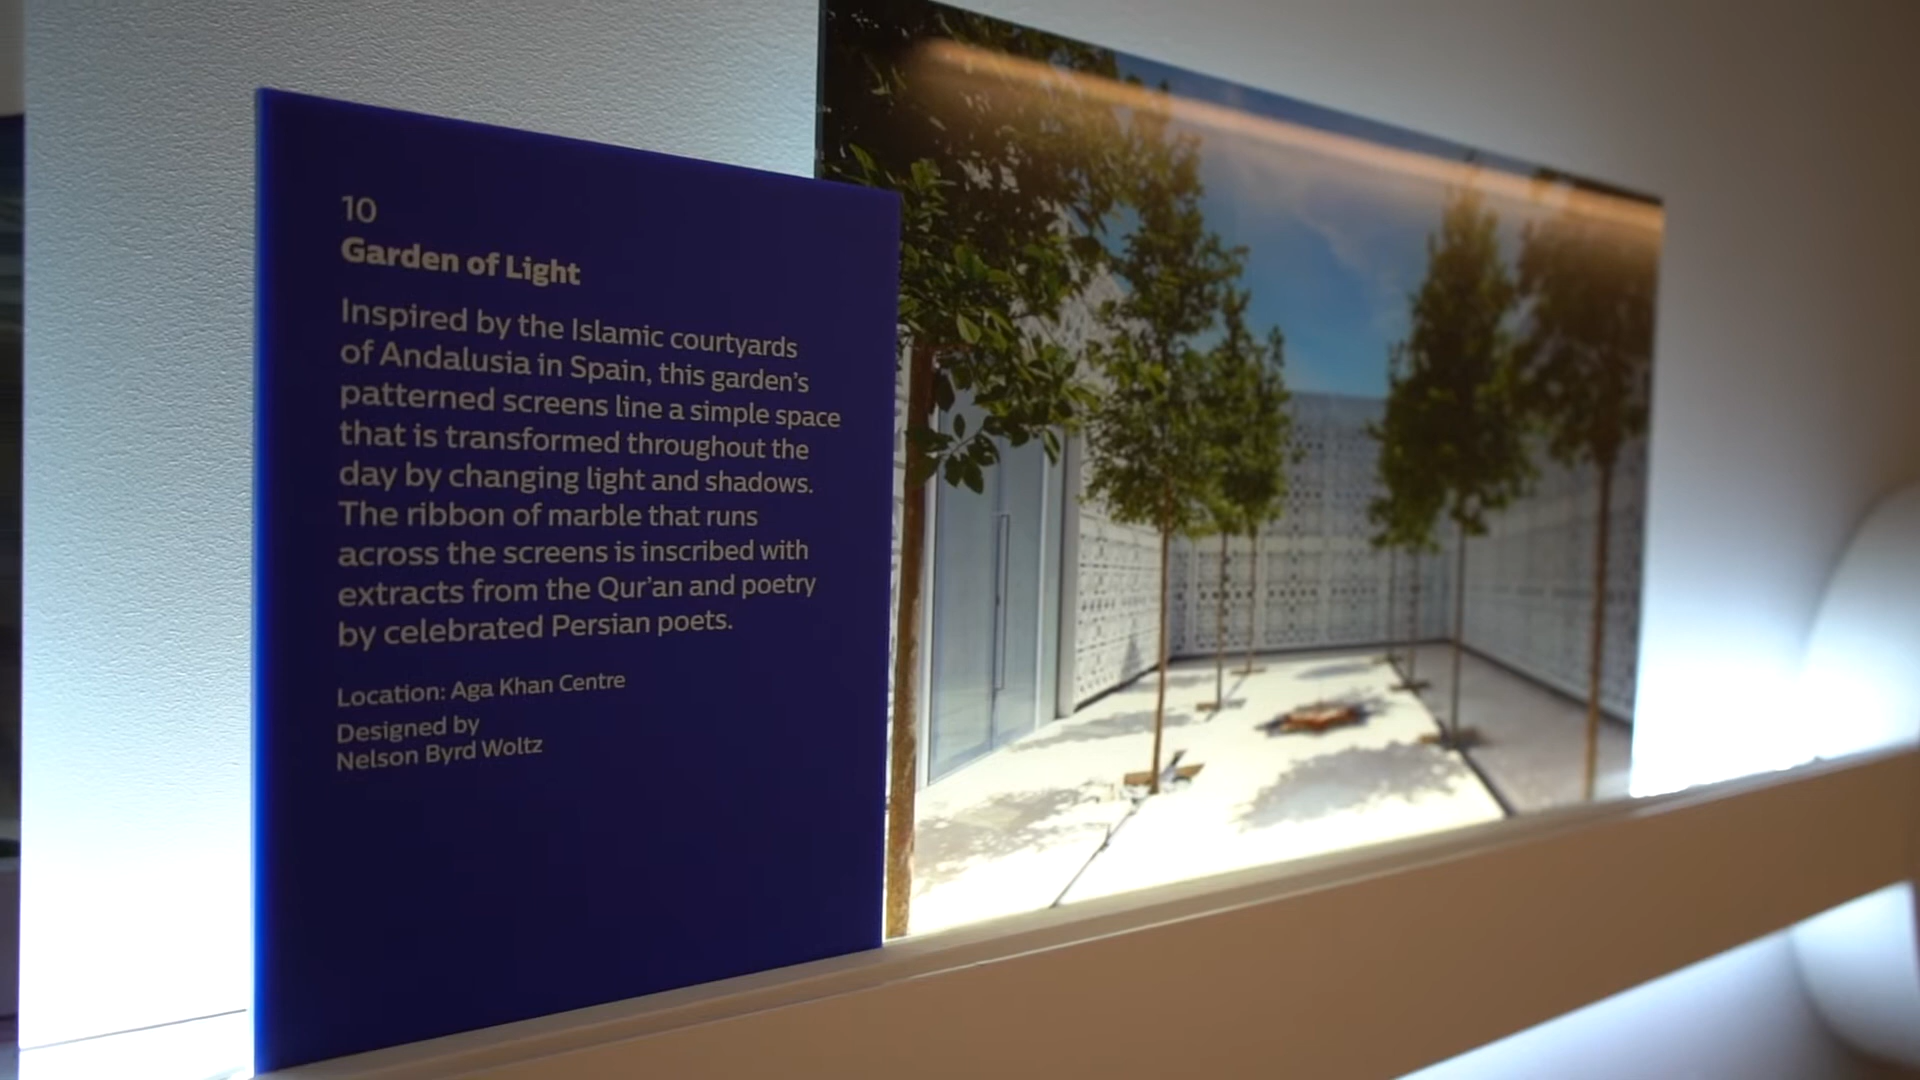 10
Garden of Light
Inspired by the Islamic courtyards
of Andalusia in Spain, this garden's
patterned screens line a simple space
that is transformed throughout the
day by changing light and shadows.
The ribbon of marble that runs
across the screens is inscribed with
extracts from the Qur'an and poetry
by celebrated Persian poets.
Location: Aga Khan Centre
Designed by
Nelson Byrd Woltz